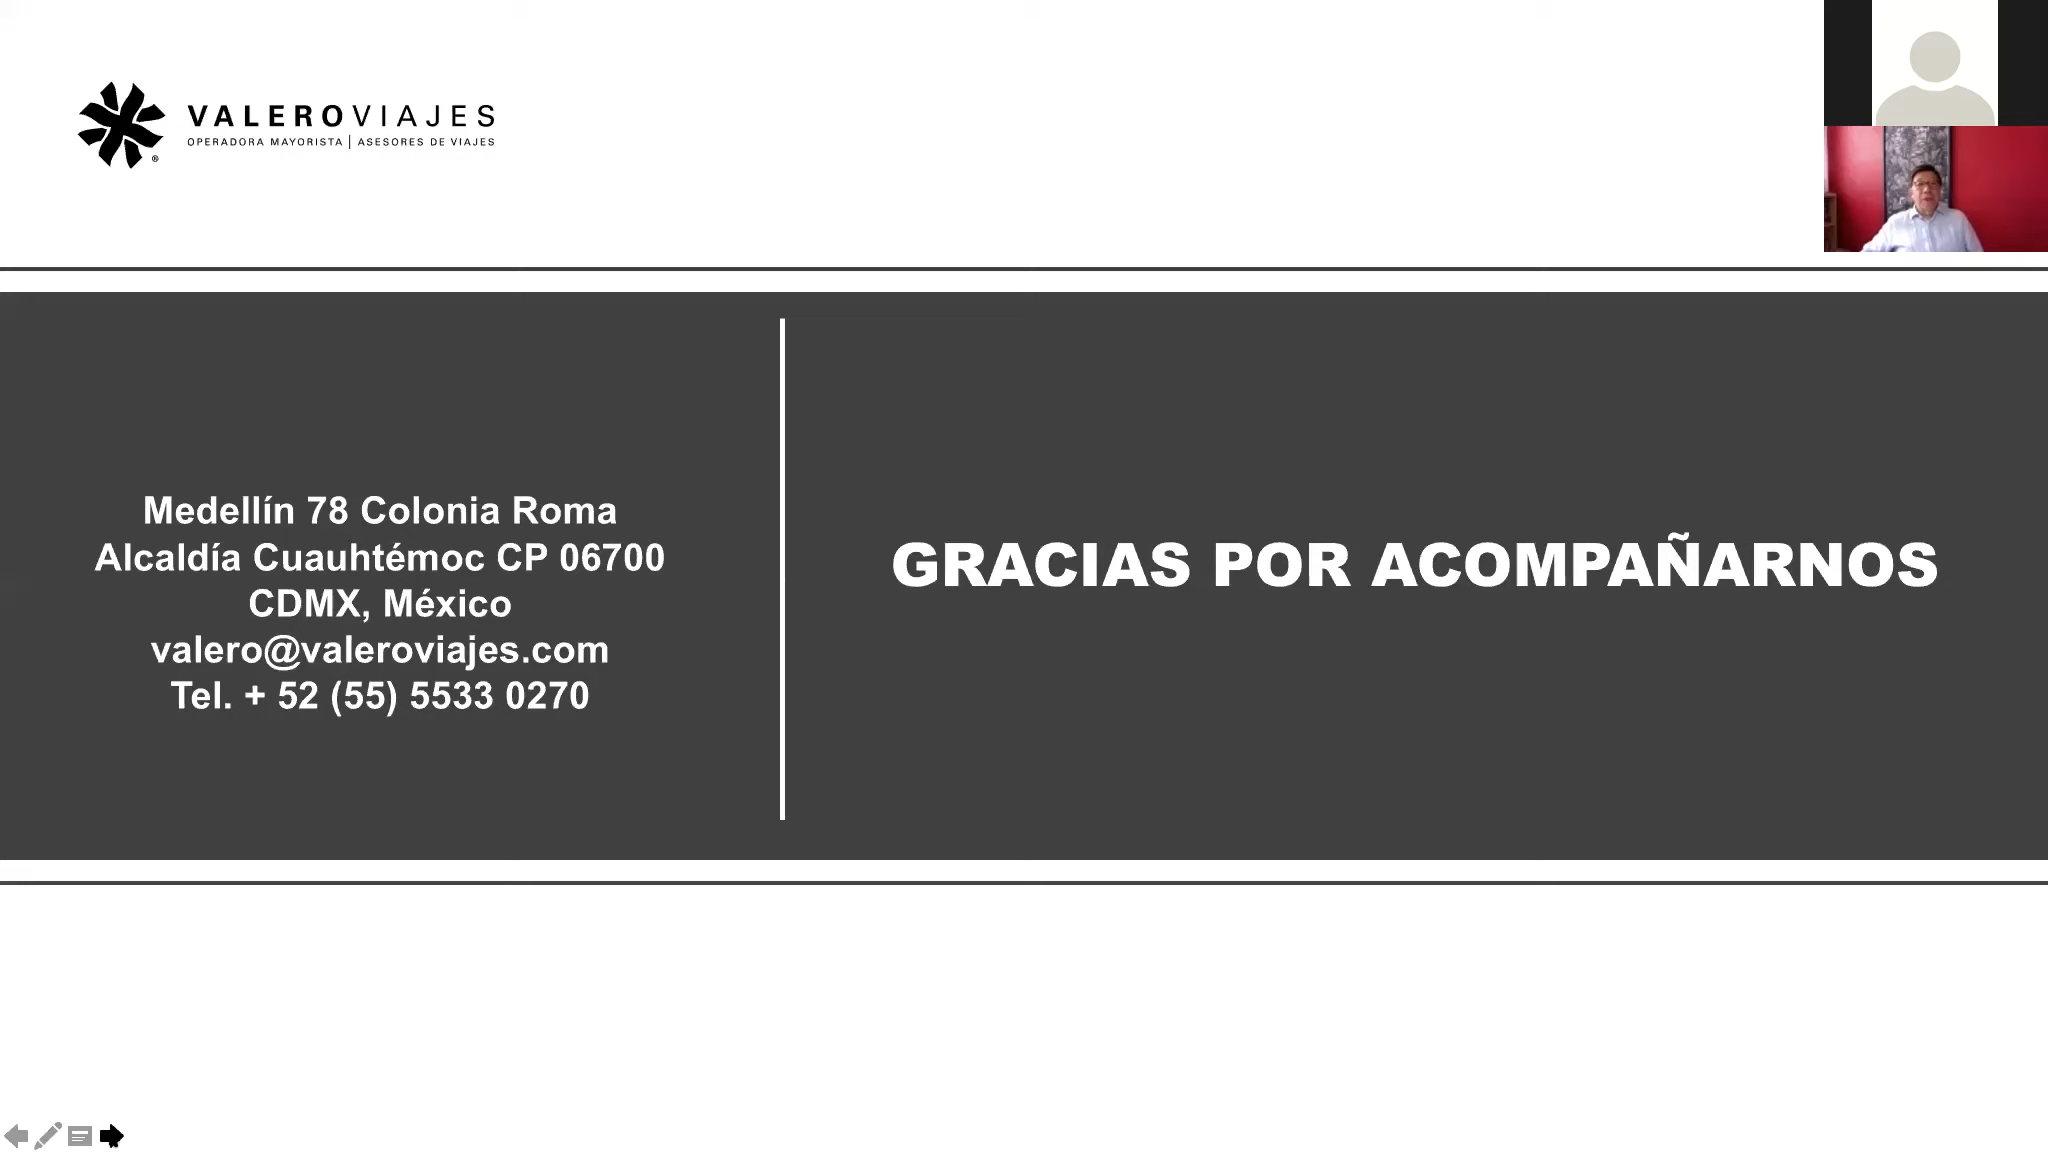 VALEROVIAJES
OPERADORA MAYORISTA | ASESORES DE VIAJES
®
Medellín 78 Colonia Roma
Alcaldía Cuauhtémoc CP 06700
CDMX, México
valero@valeroviajes.com
Tel. + 52 (55) 5533 0270
GRACIAS POR ACOMPAÑARNOS